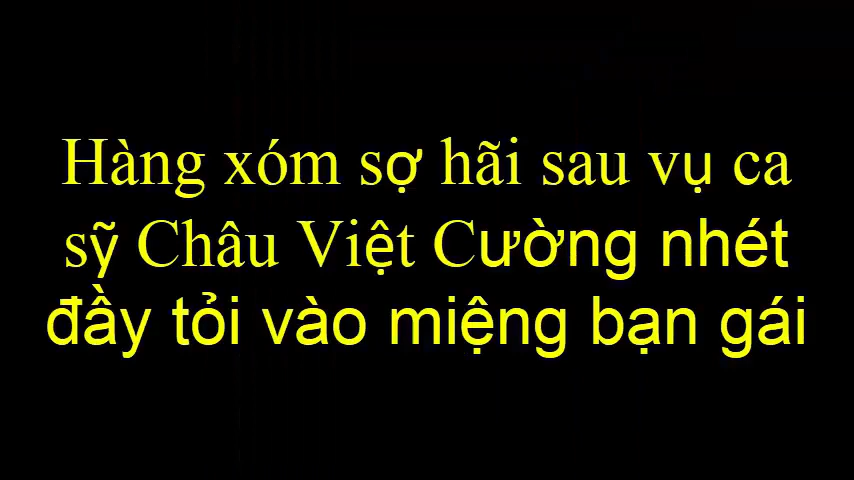 Hàng xóm sợ hãi sau vụ ca
sỹ Châu Việt Cường nhét
đầy tỏi vào miệng bạn gái